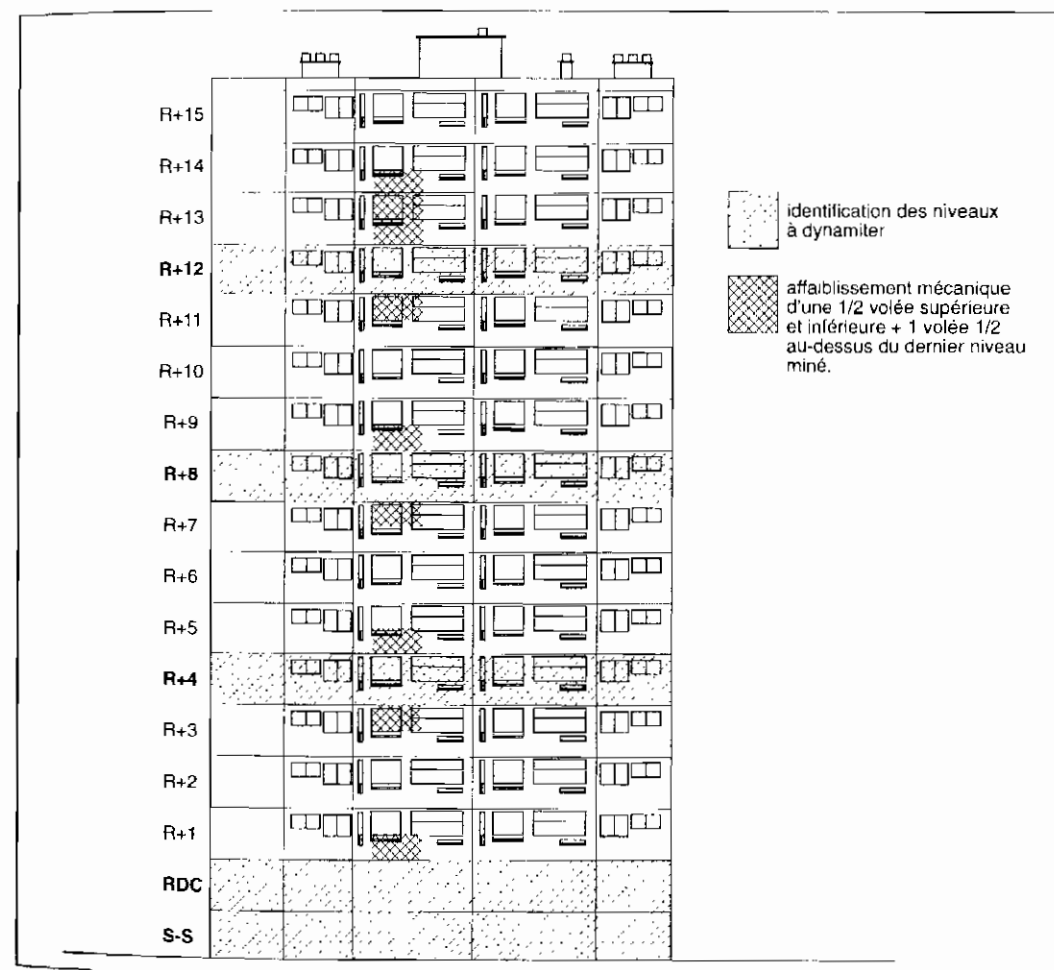 R+15
R+14
R+13
R+12
R+11
R+10
R+9
R+8
R+7
R+6
R+5
R+4
R+3
R+2
R+1
RDC
S-S
identification des niveaux
à dynamiter
affaiblissement mécanique
d'une 1/2 volée supérieure
et inférieure + 1 volée 1/2
au-dessus du dernier niveau
miné.